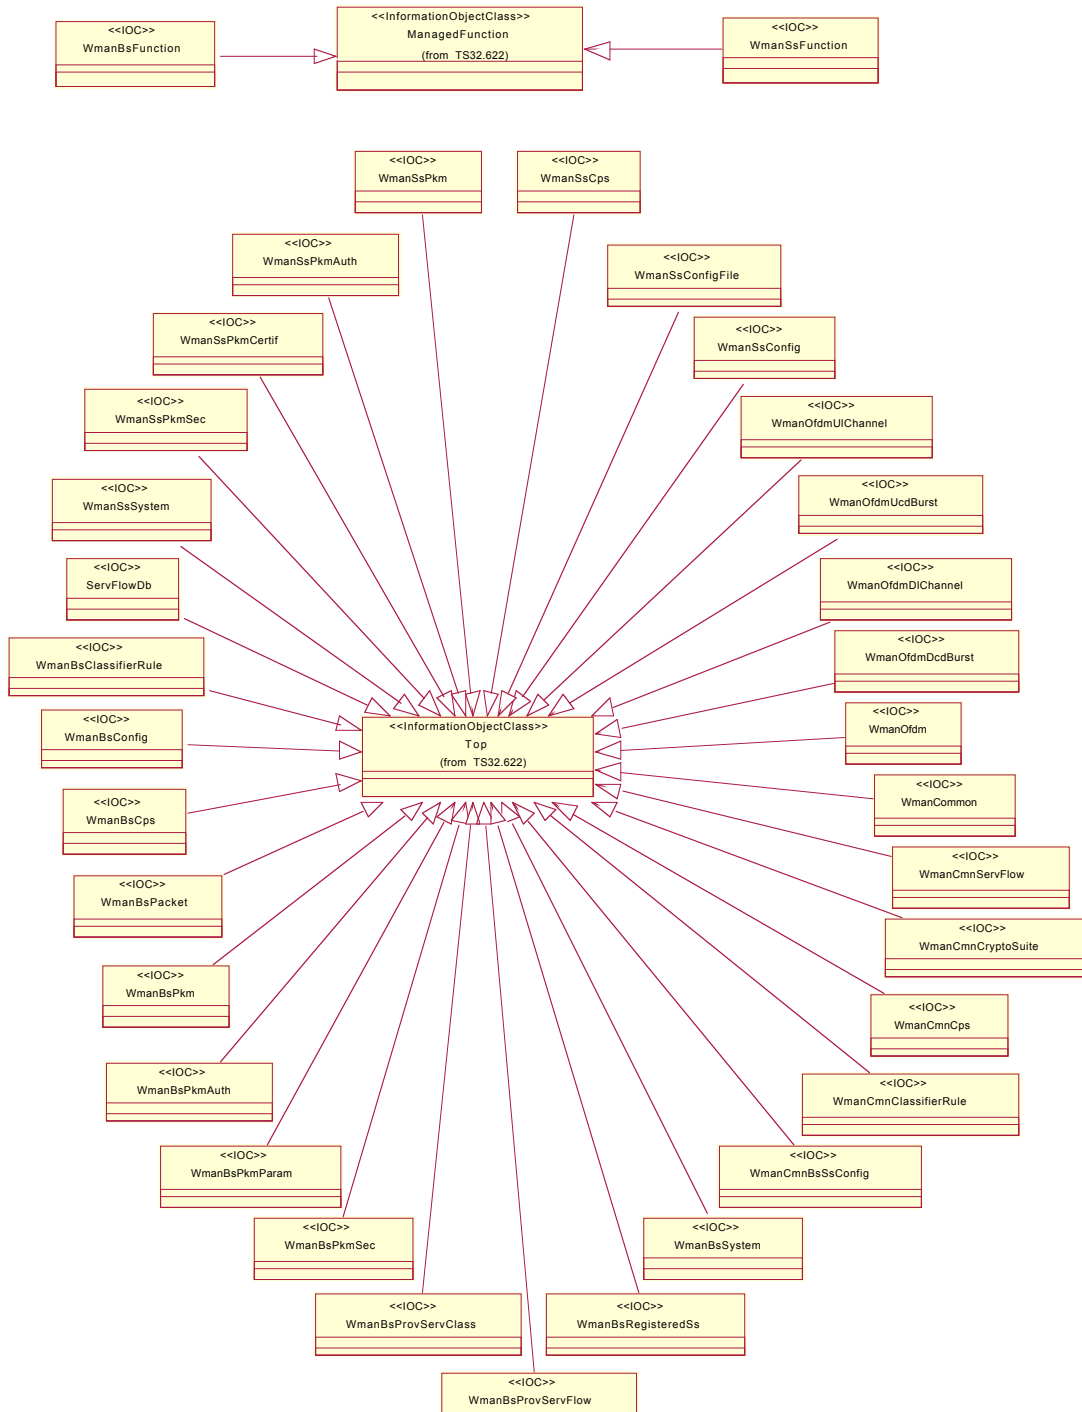 <<IOC>>
WmanBsFunction
<<InformationObjectClass>>
ManagedFunction
(from TS32.622)
<<IOC>>
WmanSsFunction
<<IOC>>
WmanSsPkm
<<IOC>>
WmanSsCps
<<IOC>>
WmanSsPkmAuth
<<IOC>>
WmanSsConfigFile
<<IOC>>
WmanSsPkmCertif
<<IOC>>
WmanSsConfig
<<IOC>>
WmanSsPkmSec
<<IOC>>
WmanOfdmUlChannel
<<IOC>>
WmanSsSystem
<<IOC>>
WmanOfdmUcdBurst
<<IOC>>
ServFlowDb
<<IOC>>
WmanOfdmDlChannel
<<IOC>>
WmanBsClassifierRule
<<IOC>>
WmanOfdmDcdBurst
<<IOC>>
WmanBsConfig
<<InformationObjectClass>>
Top
(from TS32.622)
<<IOC>>
WmanOfdm
<<IOC>>
WmanBsCps
<<IOC>>
WmanCommon
<<IOC>>
WmanBsPacket
<<IOC>>
WmanCmnServFlow
<<IOC>>
WmanCmnCryptoSuite
<<IOC>>
WmanBsPkm
<<IOC>>
WmanCmnCps
<<IOC>>
WmanBsPkmAuth
<<IOC>>
WmanCmnClassifierRule
<<IOC>>
WmanBsPkmParam
<<IOC>>
WmanCmnBsSsConfig
<<IOC>>
WmanBsPkmSec
<<IOC>>
WmanBsSystem
<<IOC>>
WmanBsProvServClass
<<IOC>>
WmanBsRegisteredSs
<<IOC>>
WmanBsProvServFlow